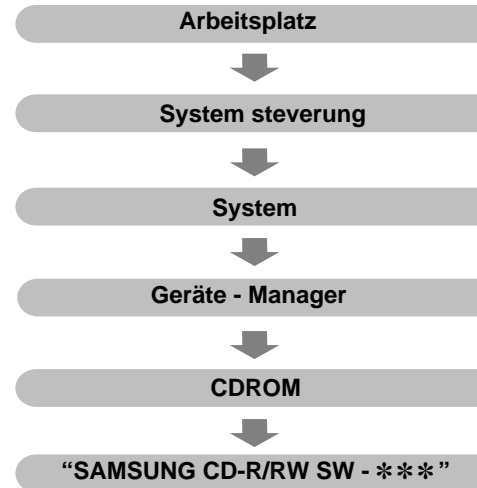 Arbeitsplatz
System steverung
System
Geräte - Manager
CDROM
“SAMSUNG CD-R/RW SW - ***”